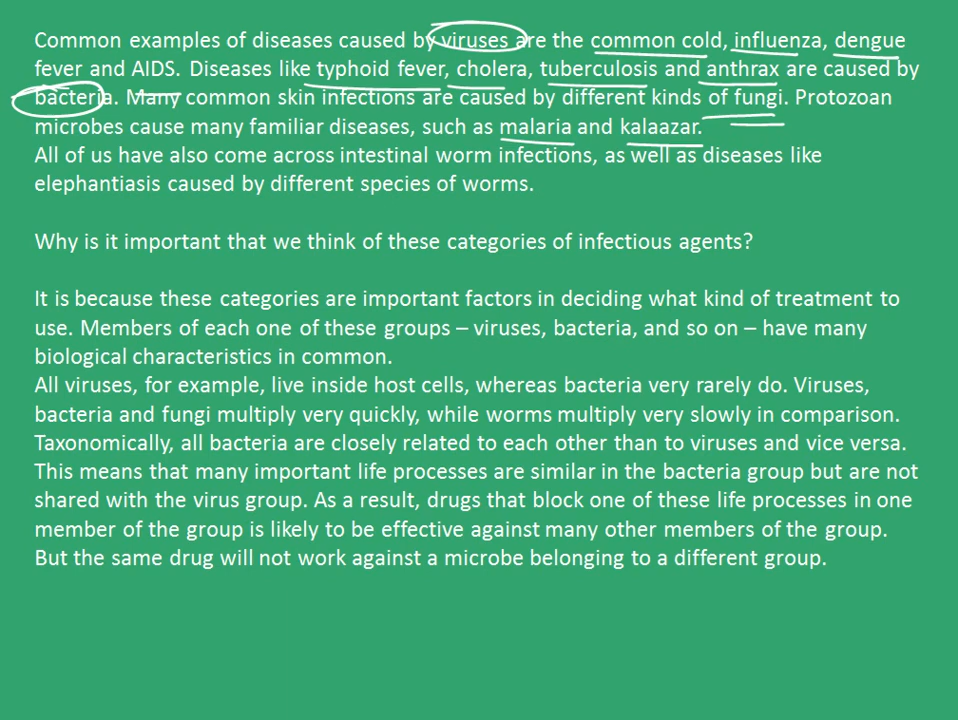 Common examples of diseases caused by viruses are the common cold, influenza, dengue
fever and AIDS. Diseases like typhoid fever, cholera, tuberculosis and anthrax are caused by
bacteria. Many common skin infections are caused by different kinds of fungi. Protozoan
microbes cause many familiar diseases, such as malaria and kalaazar.
All of us have also come across intestinal worm infections, as well as diseases like
elephantiasis caused by different species of worms.
Why is it important that we think of these categories of infectious agents?
It is because these categories are important factors in deciding what kind of treatment to
use. Members of each one of these groups – viruses, bacteria, and so on – have many
biological characteristics in common.
All viruses, for example, live inside host cells, whereas bacteria very rarely do. Viruses,
bacteria and fungi multiply very quickly, while worms multiply very slowly in comparison.
Taxonomically, all bacteria are closely related to each other than to viruses and vice versa.
This means that many important life processes are similar in the bacteria group but are not
shared with the virus group. As a result, drugs that block one of these life processes in one
member of the group is likely to be effective against many other members of the group.
But the same drug will not work against a microbe belonging to a different group.